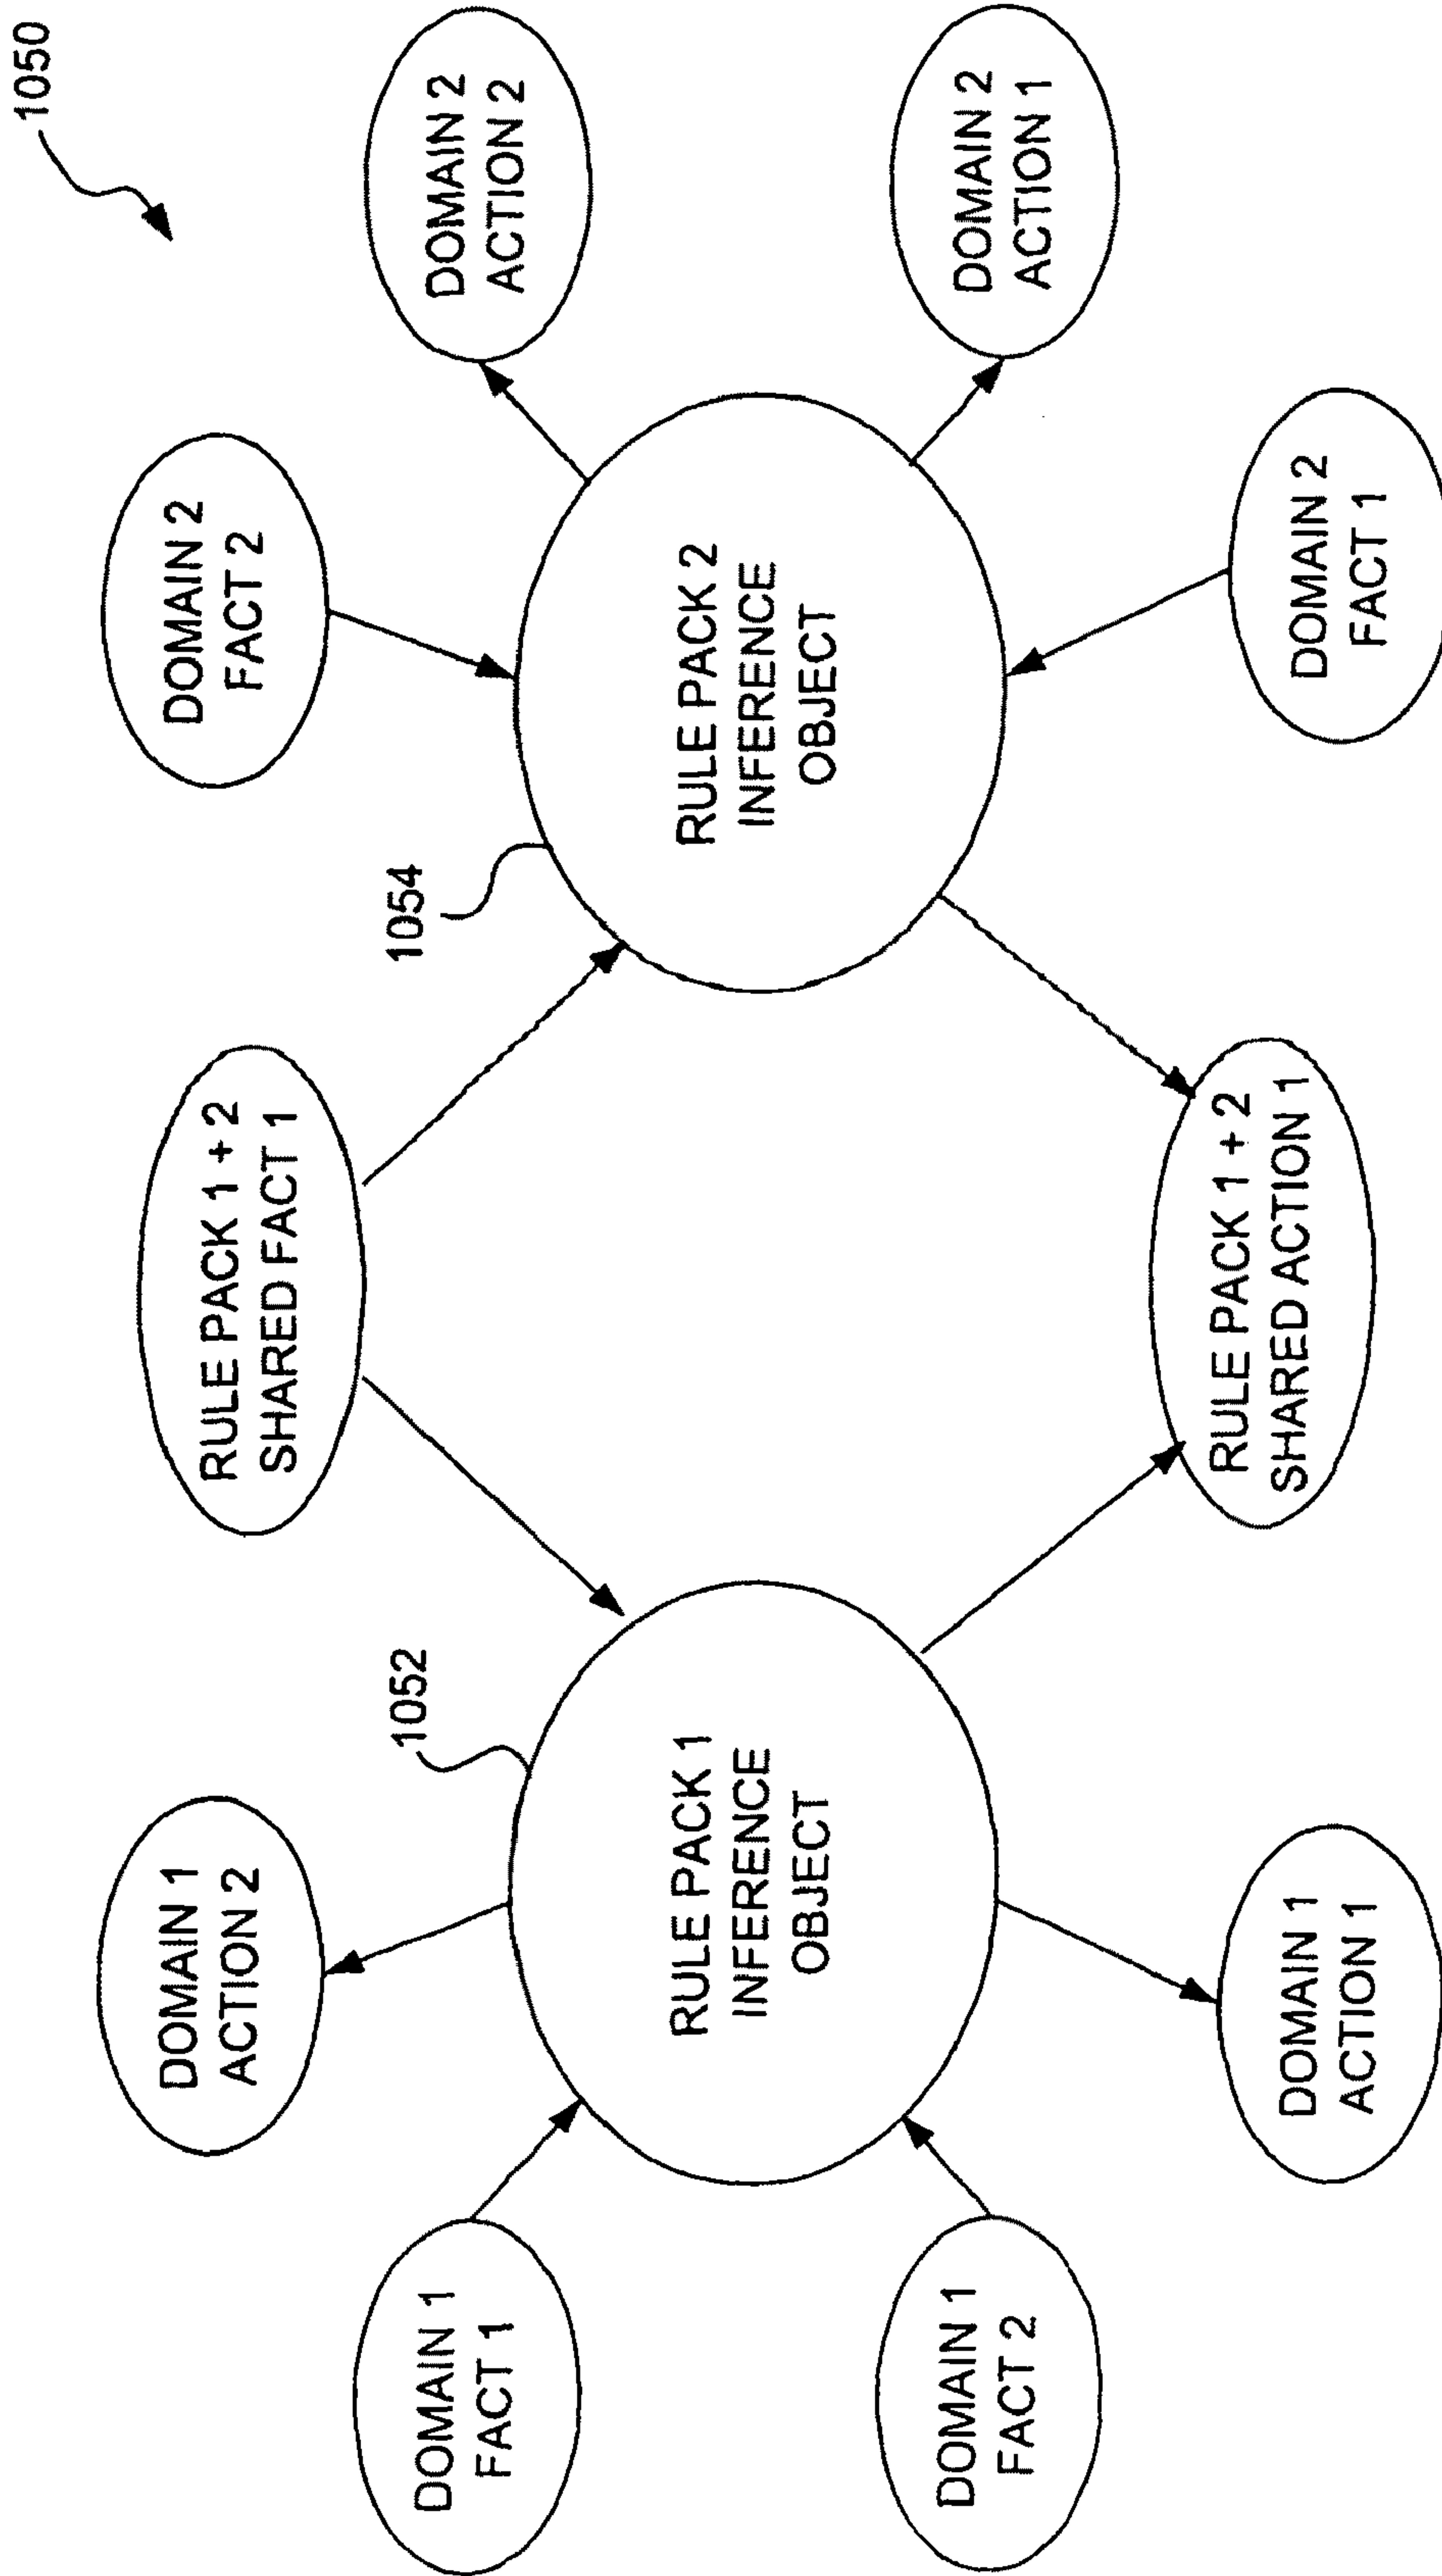 1050
DOMAIN 2
FACT 2
RULE PACK 1 + 2
SHARED FACT 1
DOMAIN 1
ACTION 2
DOMAIN 2
ACTION 2
1054
1052
DOMAIN 1
FACT 1
RULE PACK 1
INFERENCE
OBJECT
RULE PACK 2
INFERENCE
OBJECT
DOMAIN 1
FACT 2
DOMAIN 2
ACTION 1
DOMAIN 1
ACTION 1
RULE PACK 1 + 2
SHARED ACTION 1
DOMAIN 2
FACT 1